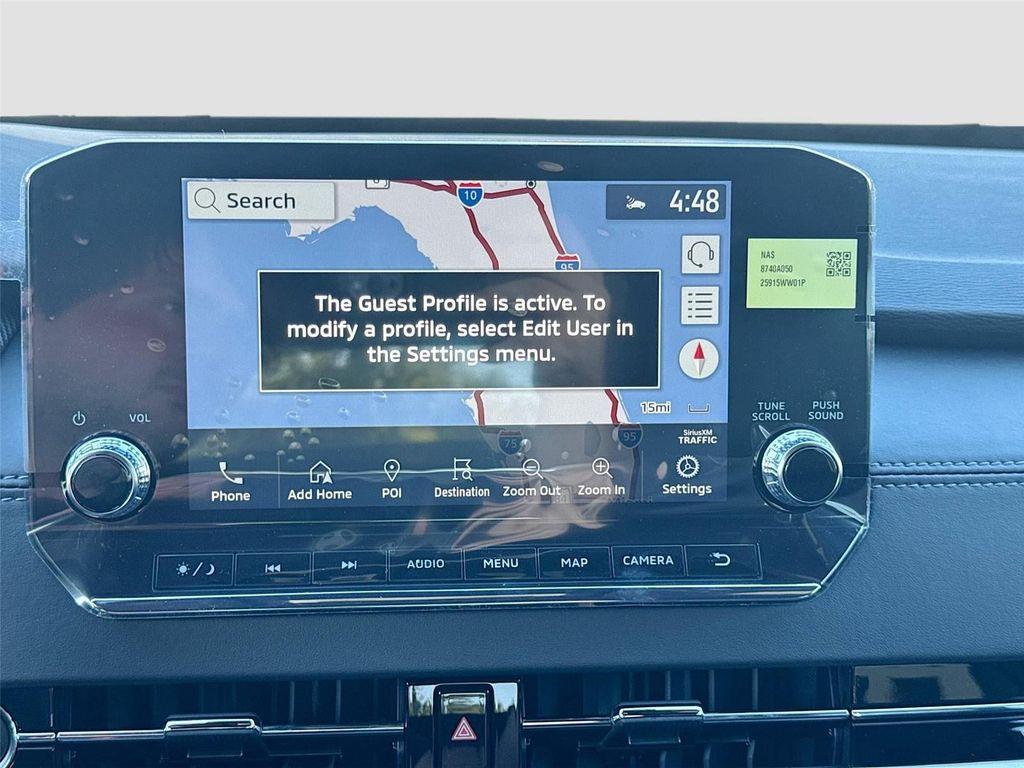 Search
10
4:48
95
NAS
8740A050
25915WW01P
The Guest Profile is active. To
modify a profile, select Edit User in
the Settings menu.
15mi
VOL
TUNE
SCROLL
PUSH
SOUND
75
95
SiriusXM
TRAFFIC
Phone
Add Home
POI
Destination
Zoom Out
Zoom In
Settings
AUDIO
MENU
MAP
CAMERA